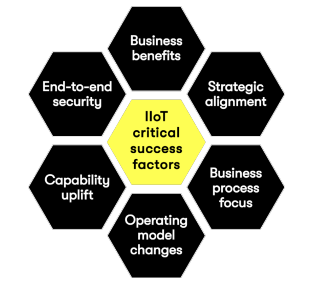 Business
benefits
End-to-end
security
Strategic
alignment
IIoT
critical
success
factors
Capability
uplift
Business
process
focus
Operating
model
changes